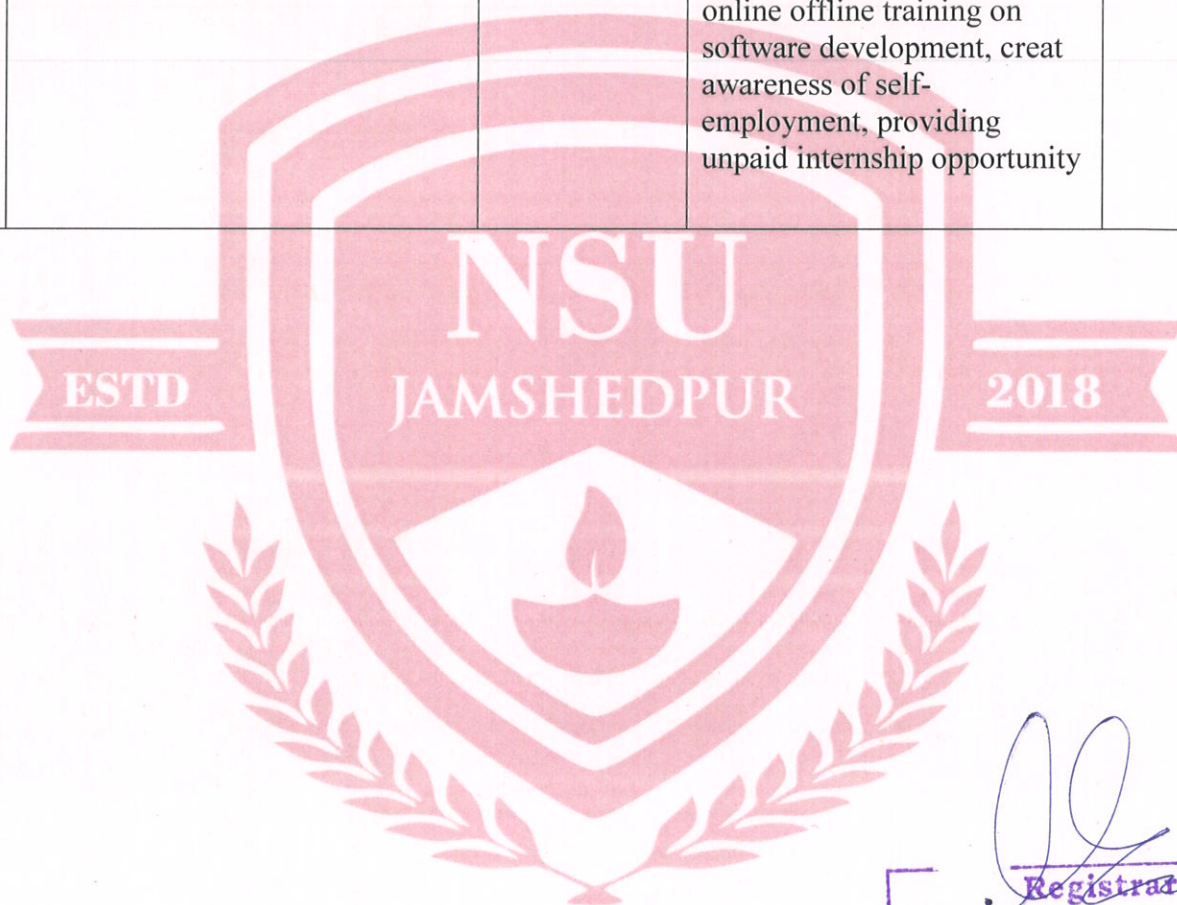 online offline training on
software development, creat
awareness of self-
employment, providing
unpaid internship opportunity
NSU
JAMSHEDPUR
ESTD
2018
Registrar